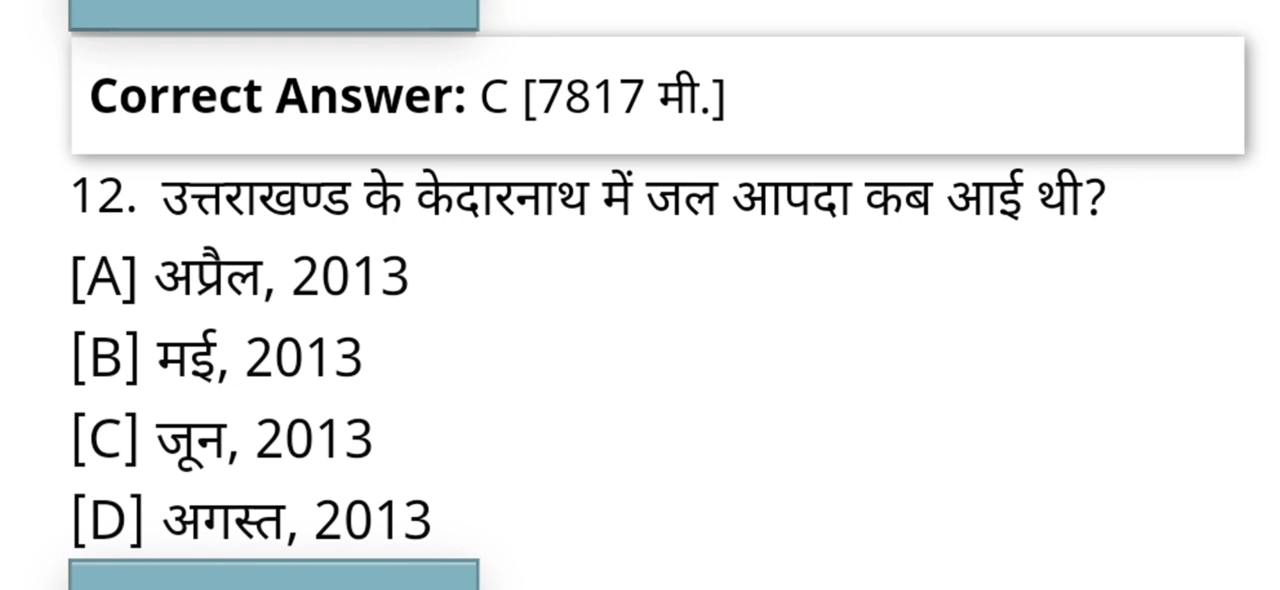 Correct Answer: C [7817 मी.]
12. उत्तराखण्ड के केदारनाथ में जल आपदा कब आई थी?
[A] अप्रैल, 2013
[B] मई, 2013
[C] जून, 2013
[D] अगस्त, 2013